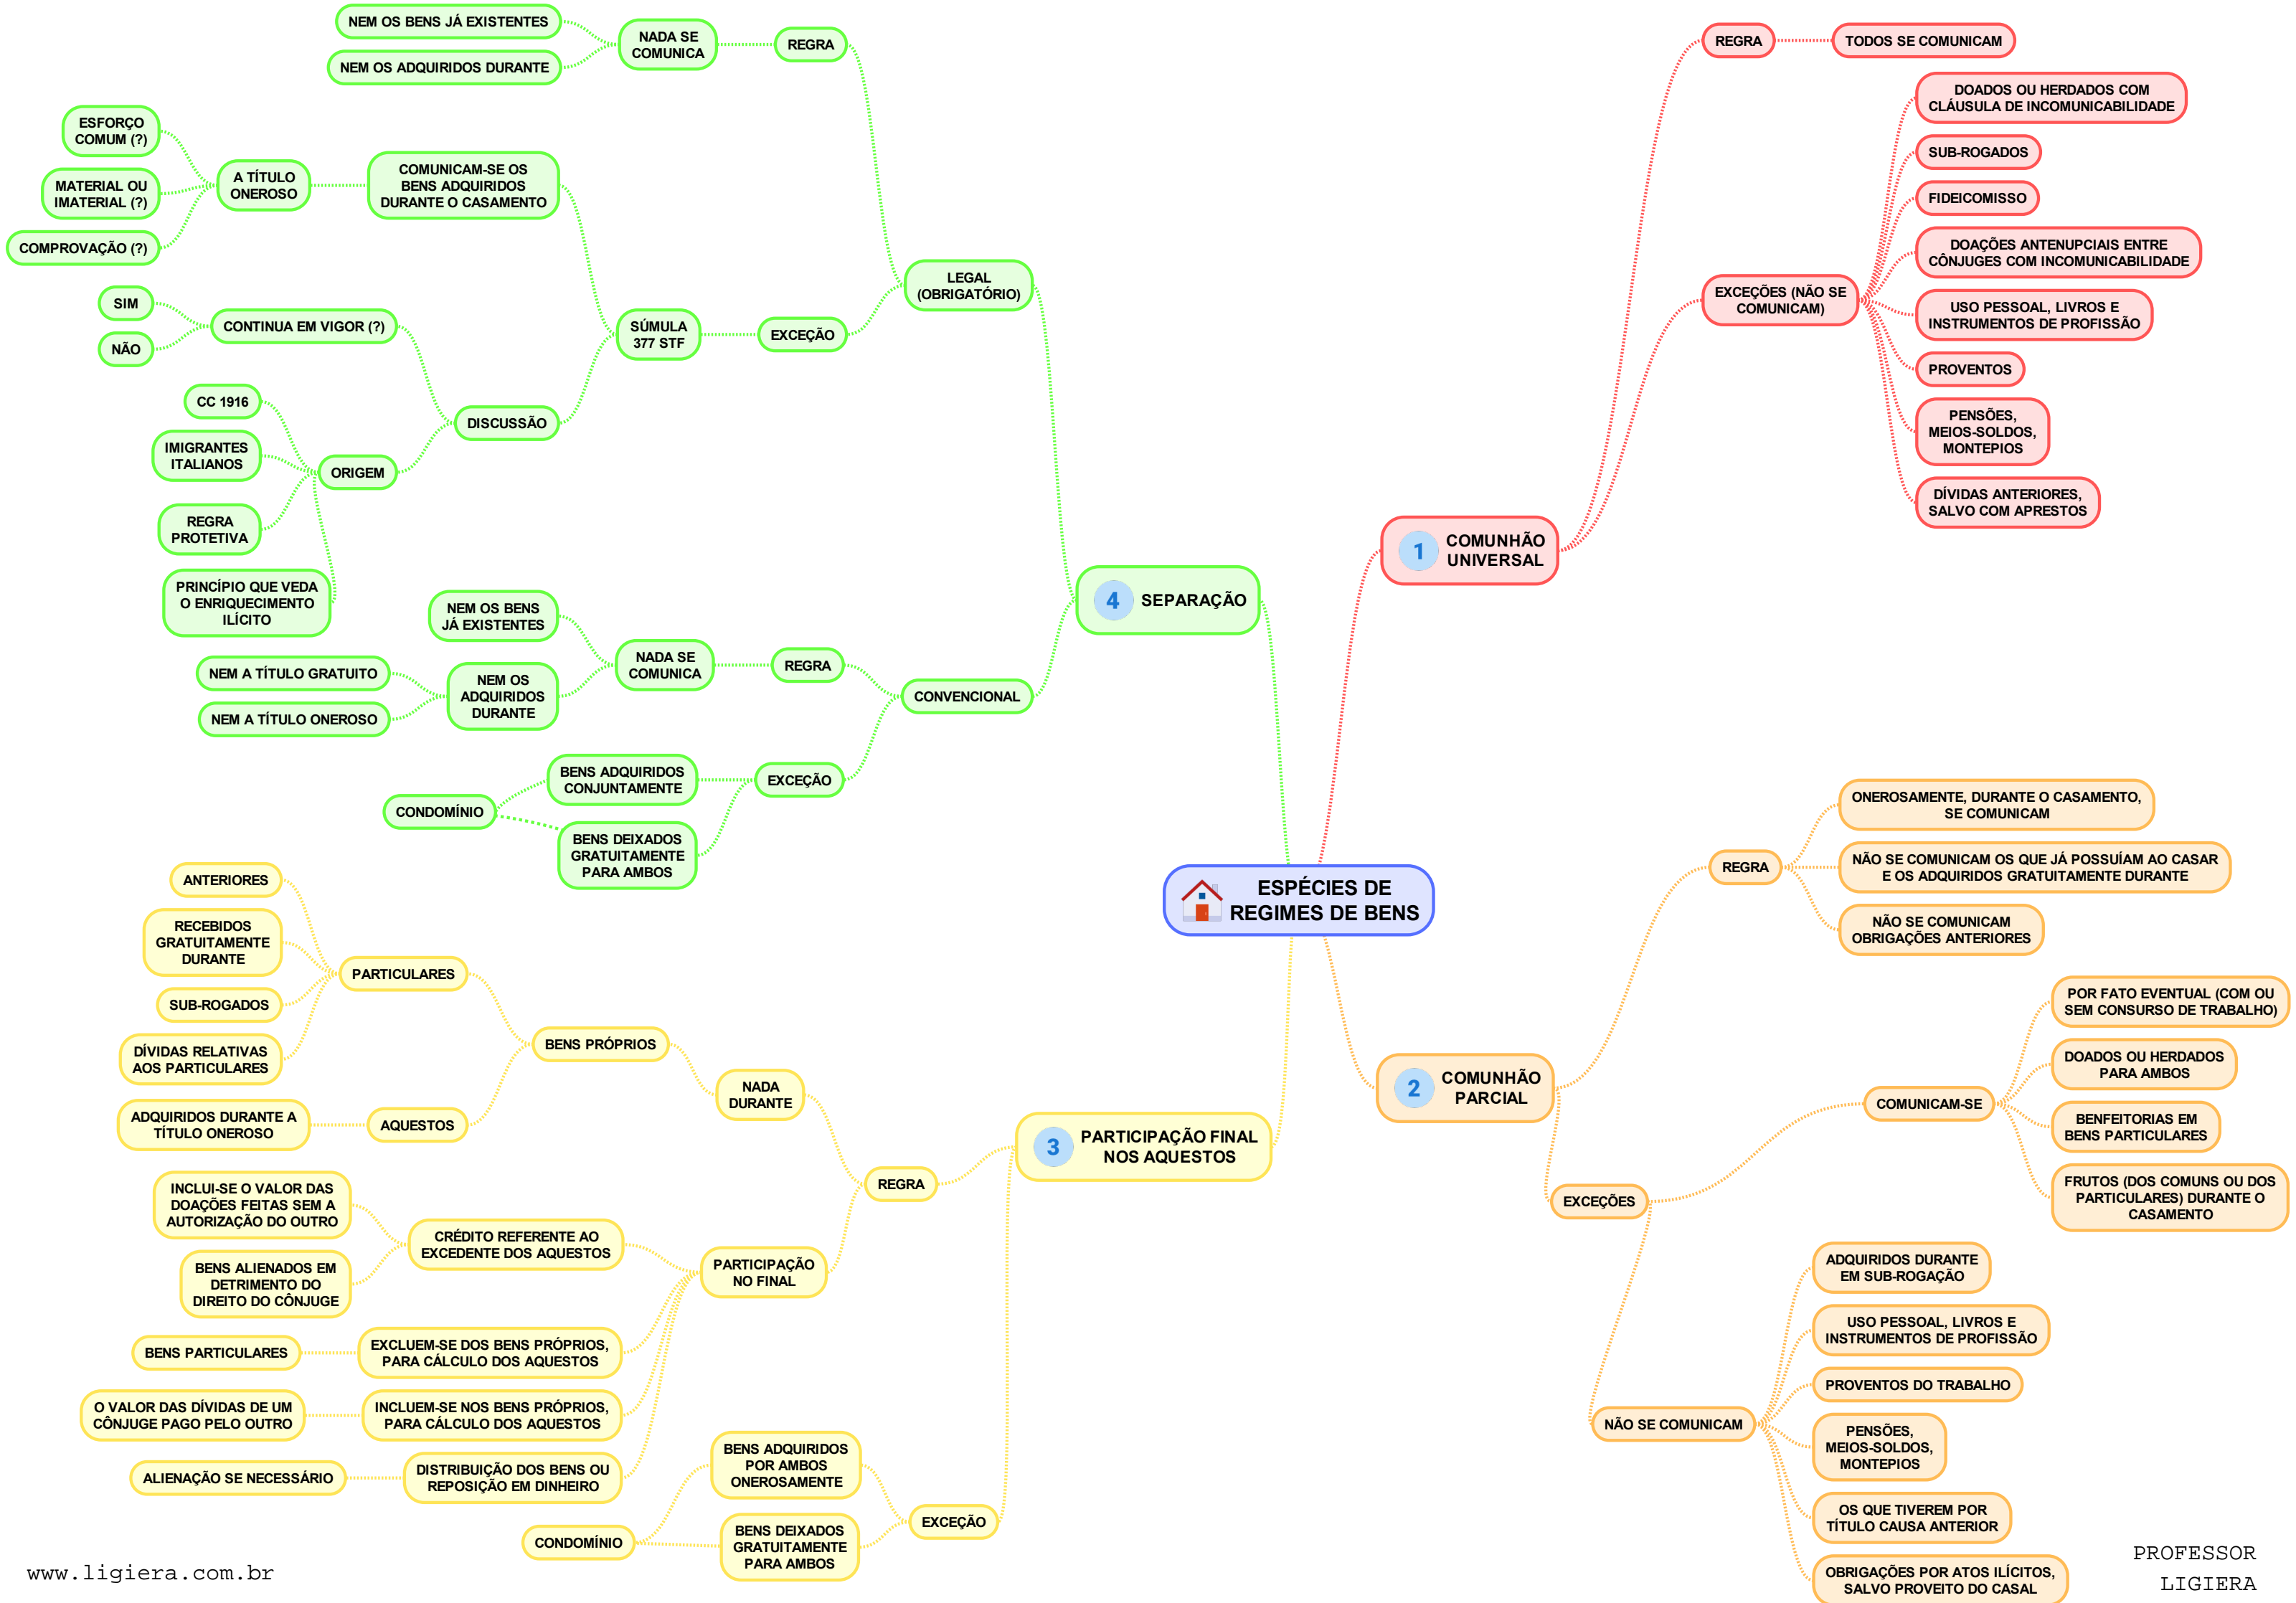 ESPÉCIES DE
REGIMES DE BENS
1
COMUNHÃO
UNIVERSAL
REGRA
TODOS SE COMUNICAM
EXCEÇÕES (NÃO SE
COMUNICAM)
DOADOS OU HERDADOS COM
CLÁUSULA DE INCOMUNICABILIDADE
SUB-ROGADOS
FIDEICOMISSO
DOAÇÕES ANTENUPCIAIS ENTRE
CÔNJUGES COM INCOMUNICABILIDADE
USO PESSOAL, LIVROS E
INSTRUMENTOS DE PROFISSÃO
PROVENTOS
PENSÕES,
MEIOS-SOLDOS,
MONTEPIOS
DÍVIDAS ANTERIORES,
SALVO COM APRESTOS
2
COMUNHÃO
PARCIAL
REGRA
ONEROSAMENTE, DURANTE O CASAMENTO,
SE COMUNICAM
NÃO SE COMUNICAM OS QUE JÁ POSSUÍAM AO CASAR
E OS ADQUIRIDOS GRATUITAMENTE DURANTE
NÃO SE COMUNICAM
OBRIGAÇÕES ANTERIORES
EXCEÇÕES
COMUNICAM-SE
POR FATO EVENTUAL (COM OU
SEM CONSURSO DE TRABALHO)
DOADOS OU HERDADOS
PARA AMBOS
BENFEITORIAS EM
BENS PARTICULARES
FRUTOS (DOS COMUNS OU DOS
PARTICULARES) DURANTE O
CASAMENTO
NÃO SE COMUNICAM
ADQUIRIDOS DURANTE
EM SUB-ROGAÇÃO
USO PESSOAL, LIVROS E
INSTRUMENTOS DE PROFISSÃO
PROVENTOS DO TRABALHO
PENSÕES,
MEIOS-SOLDOS,
MONTEPIOS
OS QUE TIVEREM POR
TÍTULO CAUSA ANTERIOR
OBRIGAÇÕES POR ATOS ILÍCITOS,
SALVO PROVEITO DO CASAL
3
PARTICIPAÇÃO FINAL
NOS AQUESTOS
REGRA
NADA
DURANTE
BENS PRÓPRIOS
PARTICULARES
ANTERIORES
RECEBIDOS
GRATUITAMENTE
DURANTE
SUB-ROGADOS
DÍVIDAS RELATIVAS
AOS PARTICULARES
AQUESTOS
ADQUIRIDOS DURANTE A
TÍTULO ONEROSO
PARTICIPAÇÃO
NO FINAL
CRÉDITO REFERENTE AO
EXCEDENTE DOS AQUESTOS
INCLUI-SE O VALOR DAS
DOAÇÕES FEITAS SEM A
AUTORIZAÇÃO DO OUTRO
BENS ALIENADOS EM
DETRIMENTO DO
DIREITO DO CÔNJUGE
EXCLUEM-SE DOS BENS PRÓPRIOS,
PARA CÁLCULO DOS AQUESTOS
BENS PARTICULARES
INCLUEM-SE NOS BENS PRÓPRIOS,
PARA CÁLCULO DOS AQUESTOS
O VALOR DAS DÍVIDAS DE UM
CÔNJUGE PAGO PELO OUTRO
DISTRIBUIÇÃO DOS BENS OU
REPOSIÇÃO EM DINHEIRO
ALIENAÇÃO SE NECESSÁRIO
EXCEÇÃO
BENS ADQUIRIDOS
POR AMBOS
ONEROSAMENTE
BENS DEIXADOS
GRATUITAMENTE
PARA AMBOS
CONDOMÍNIO
4
SEPARAÇÃO
LEGAL
(OBRIGATÓRIO)
REGRA
NADA SE
COMUNICA
NEM OS BENS JÁ EXISTENTES
NEM OS ADQUIRIDOS DURANTE
EXCEÇÃO
SÚMULA
377 STF
COMUNICAM-SE OS
BENS ADQUIRIDOS
DURANTE O CASAMENTO
A TÍTULO
ONEROSO
ESFORÇO
COMUM (?)
MATERIAL OU
IMATERIAL (?)
COMPROVAÇÃO (?)
DISCUSSÃO
CONTINUA EM VIGOR (?)
SIM
NÃO
ORIGEM
CC 1916
IMIGRANTES
ITALIANOS
REGRA
PROTETIVA
PRINCÍPIO QUE VEDA
O ENRIQUECIMENTO
ILÍCITO
CONVENCIONAL
REGRA
NADA SE
COMUNICA
NEM OS BENS
JÁ EXISTENTES
NEM OS
ADQUIRIDOS
DURANTE
NEM A TÍTULO GRATUITO
NEM A TÍTULO ONEROSO
EXCEÇÃO
BENS ADQUIRIDOS
CONJUNTAMENTE
BENS DEIXADOS
GRATUITAMENTE
PARA AMBOS
CONDOMÍNIO
www.ligiera.com.br
PROFESSOR
LIGIERA